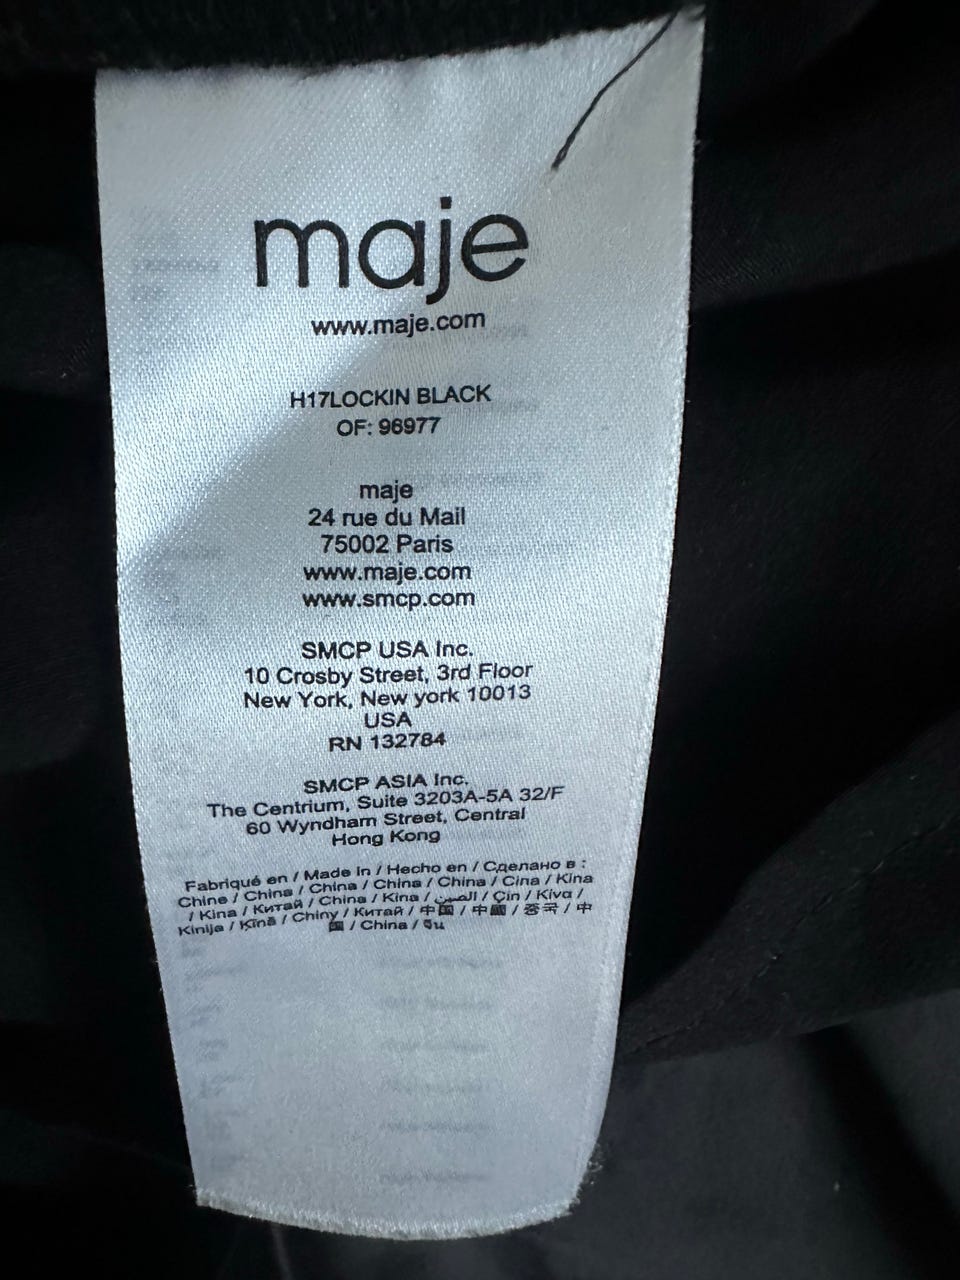 maje
www.maje.com
H17LOCKIN BLACK
OF: 96977
maje
24 rue du Mail
75002 Paris
www.maje.com
www.smcp.com
SMCP USA Inc.
10 Crosby Street, 3rd Floor
New York, New york 10013
USA
RN 132784
SMCP ASIA Inc.
The Centrium, Suite 3203A-5A 32/F
60 Wyndham Street, Central
Hong Kong
Fabriqué en / Made in / Hecho en / Сделано в :
Chine / China / China / China / China / Cina / Kina
/ Kina / Китай / China / Kina / الصين / Çin / Κίνα /
Kinija / Ķīnā / Chiny / Китай / 中国 / 中國 / 중국 / 中
国 / China / จีน